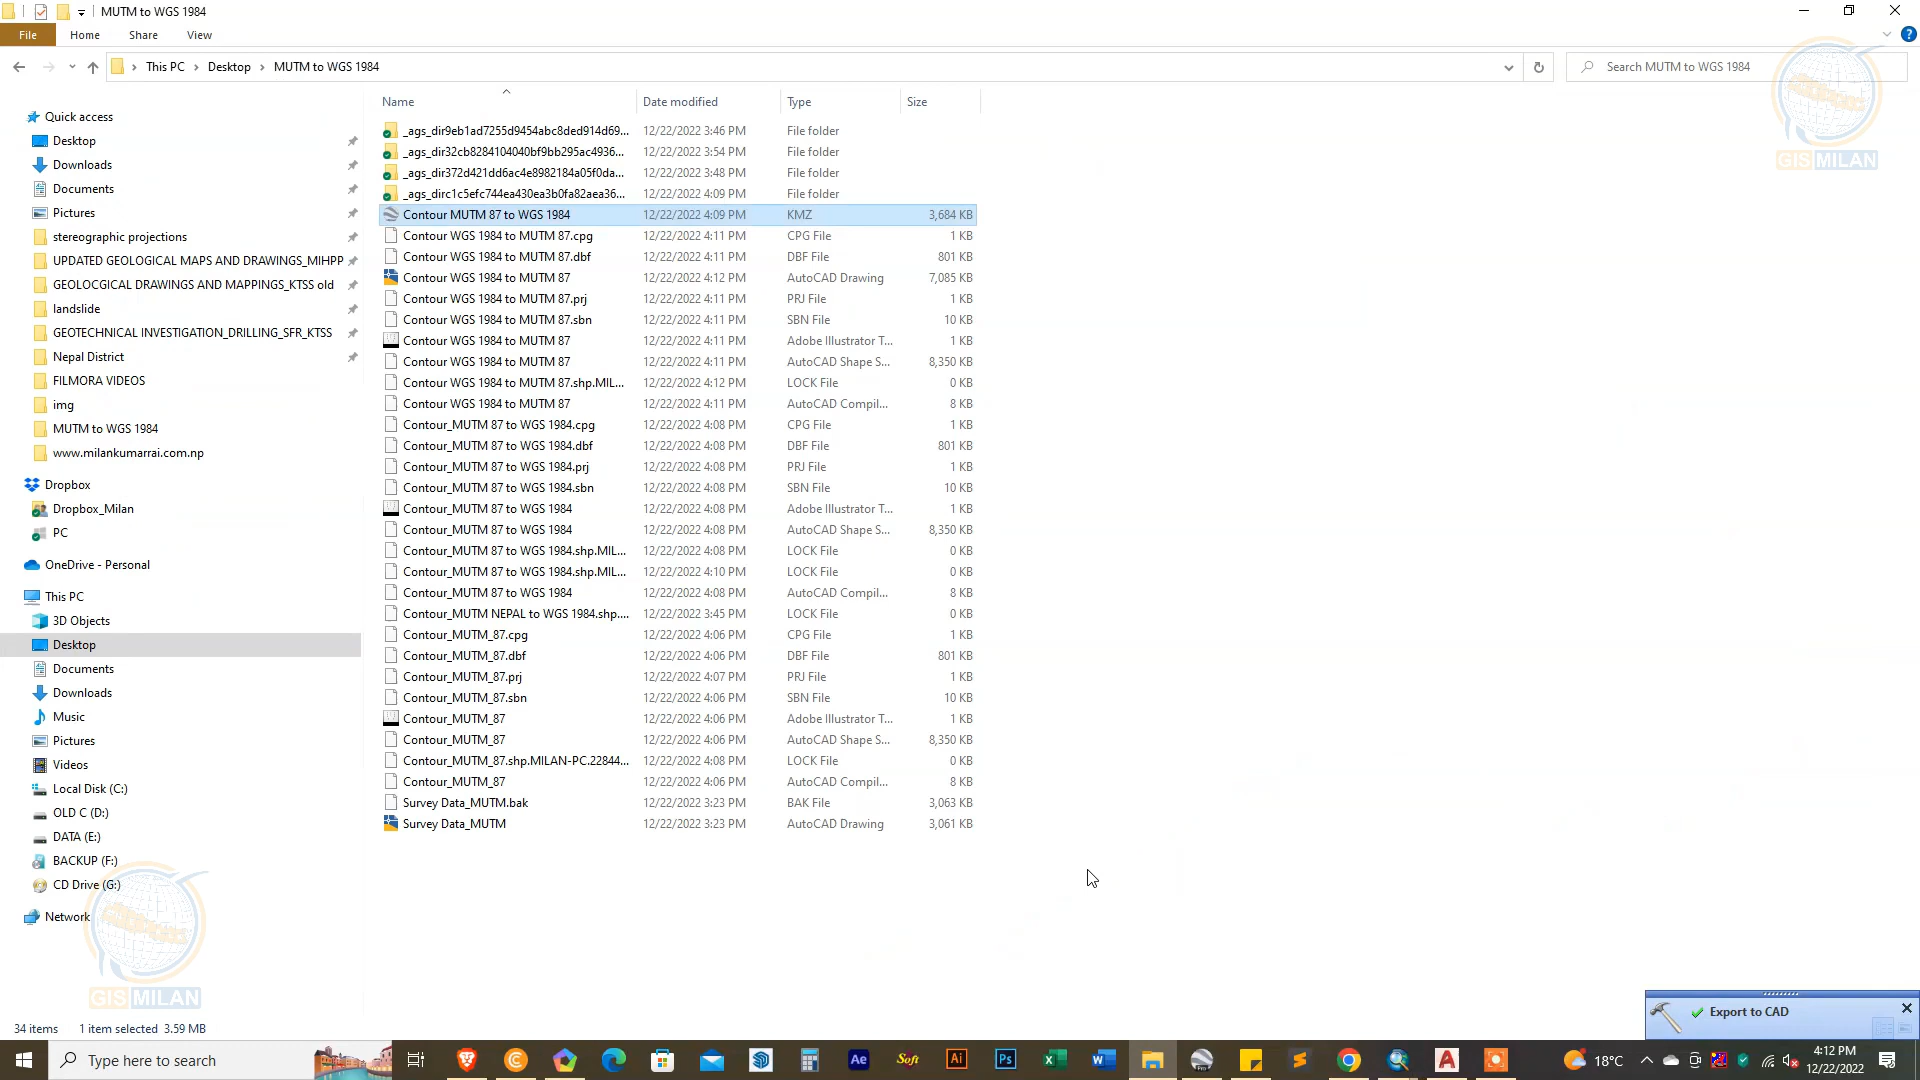 MUTM to WGS 1984
File Home Share View
This PC Desktop MUTM to WGS 1984
Search MUTM to WGS 1984
GIS MILAN
Name Date modified Type Size
Quick access
Desktop
Downloads
Documents
Pictures
stereographic projections
UPDATED GEOLOGICAL MAPS AND DRAWINGS_MIHPP
GEOLOCGICAL DRAWINGS AND MAPPINGS_KTSS old
landslide
GEOTECHNICAL INVESTIGATION_DRILLING_SFR_KTSS
Nepal District
FILMORA VIDEOS
img
MUTM to WGS 1984
www.milankumarrai.com.np
Dropbox
Dropbox_Milan
PC
OneDrive - Personal
This PC
3D Objects
Desktop
Documents
Downloads
Music
Pictures
Videos
Local Disk (C:)
OLD C (D:)
DATA (E:)
BACKUP (F:)
CD Drive (G:)
Network
GIS MILAN
_ags_dir9eb1ad7255d9454abc8ded914d69... 12/22/2022 3:46 PM File folder
_ags_dir32cb8284104040bf9bb295ac4936... 12/22/2022 3:54 PM File folder
_ags_dir372d421dd6ac4e8982184a05f0da... 12/22/2022 3:48 PM File folder
_ags_dirc1c5efc744ea430ea3b0fa82aea36... 12/22/2022 4:09 PM File folder
Contour MUTM 87 to WGS 1984 12/22/2022 4:09 PM KMZ 3,684 KB
Contour WGS 1984 to MUTM 87.cpg 12/22/2022 4:11 PM CPG File 1 KB
Contour WGS 1984 to MUTM 87.dbf 12/22/2022 4:11 PM DBF File 801 KB
Contour WGS 1984 to MUTM 87 12/22/2022 4:12 PM AutoCAD Drawing 7,085 KB
Contour WGS 1984 to MUTM 87.prj 12/22/2022 4:11 PM PRJ File 1 KB
Contour WGS 1984 to MUTM 87.sbn 12/22/2022 4:11 PM SBN File 10 KB
Contour WGS 1984 to MUTM 87 12/22/2022 4:11 PM Adobe Illustrator T... 1 KB
Contour WGS 1984 to MUTM 87 12/22/2022 4:11 PM AutoCAD Shape S... 8,350 KB
Contour WGS 1984 to MUTM 87.shp.MIL... 12/22/2022 4:12 PM LOCK File 0 KB
Contour WGS 1984 to MUTM 87 12/22/2022 4:11 PM AutoCAD Compil... 8 KB
Contour_MUTM 87 to WGS 1984.cpg 12/22/2022 4:08 PM CPG File 1 KB
Contour_MUTM 87 to WGS 1984.dbf 12/22/2022 4:08 PM DBF File 801 KB
Contour_MUTM 87 to WGS 1984.prj 12/22/2022 4:08 PM PRJ File 1 KB
Contour_MUTM 87 to WGS 1984.sbn 12/22/2022 4:08 PM SBN File 10 KB
Contour_MUTM 87 to WGS 1984 12/22/2022 4:08 PM Adobe Illustrator T... 1 KB
Contour_MUTM 87 to WGS 1984 12/22/2022 4:08 PM AutoCAD Shape S... 8,350 KB
Contour_MUTM 87 to WGS 1984.shp.MIL... 12/22/2022 4:08 PM LOCK File 0 KB
Contour_MUTM 87 to WGS 1984.shp.MIL... 12/22/2022 4:10 PM LOCK File 0 KB
Contour_MUTM 87 to WGS 1984 12/22/2022 4:08 PM AutoCAD Compil... 8 KB
Contour_MUTM NEPAL to WGS 1984.shp.... 12/22/2022 3:45 PM LOCK File 0 KB
Contour_MUTM_87.cpg 12/22/2022 4:06 PM CPG File 1 KB
Contour_MUTM_87.dbf 12/22/2022 4:06 PM DBF File 801 KB
Contour_MUTM_87.prj 12/22/2022 4:07 PM PRJ File 1 KB
Contour_MUTM_87.sbn 12/22/2022 4:06 PM SBN File 10 KB
Contour_MUTM_87 12/22/2022 4:06 PM Adobe Illustrator T... 1 KB
Contour_MUTM_87 12/22/2022 4:06 PM AutoCAD Shape S... 8,350 KB
Contour_MUTM_87.shp.MILAN-PC.22844... 12/22/2022 4:08 PM LOCK File 0 KB
Contour_MUTM_87 12/22/2022 4:06 PM AutoCAD Compil... 8 KB
Survey Data_MUTM.bak 12/22/2022 3:23 PM BAK File 3,063 KB
Survey Data_MUTM 12/22/2022 3:23 PM AutoCAD Drawing 3,061 KB
Export to CAD
34 items 1 item selected 3.59 MB
Type here to search
Ae Soft Ai Ps
18°C
4:12 PM
12/22/2022